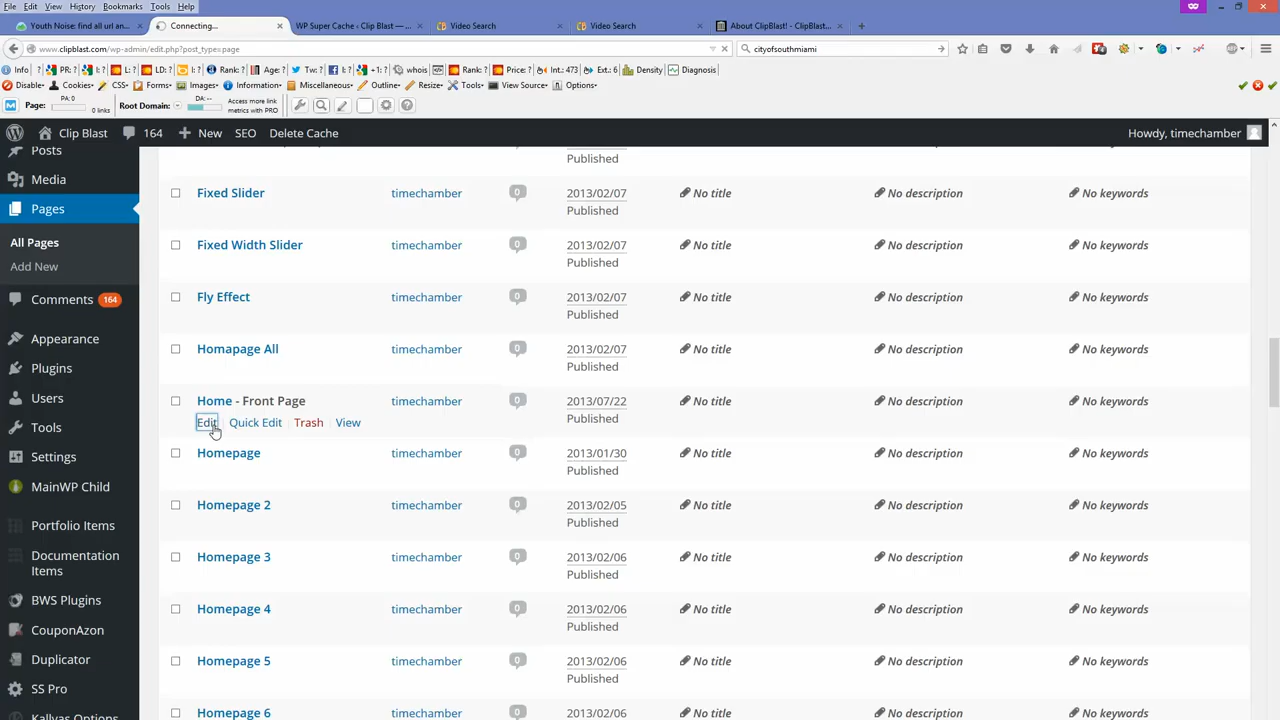 File Edit View History Bookmarks Tools Help
Youth Noise: find all url an... × Connecting... × WP Super Cache ‹ Clip Blast —... × Video Search × Video Search × About ClipBlast! - ClipBlast... × +
www.clipblast.com/wp-admin/edit.php?post_type=page
cityofsouthmiami
Info ? PR: ? I: ? L: ? LD: ? I: ? Rank: ? Age: ? Tw: ? l: ? +1: ? whois Rank: ? Price: ? Int.: 473 Ext.: 6 Density Diagnosis
Disable Cookies CSS Forms Images Information Miscellaneous Outline Resize Tools View Source Options
Page: PA: 0 0 links Root Domain: DA: -- Access more link metrics with PRO
Clip Blast 164 New SEO Delete Cache Howdy, timechamber
Posts
Media
Pages
All Pages
Add New
Comments 164
Appearance
Plugins
Users
Tools
Settings
MainWP Child
Portfolio Items
Documentation
Items
BWS Plugins
CouponAzon
Duplicator
SS Pro
Kallyas Options
Published
Fixed Slider timechamber 0 2013/02/07 No title No description No keywords
Published
Fixed Width Slider timechamber 0 2013/02/07 No title No description No keywords
Published
Fly Effect timechamber 0 2013/02/07 No title No description No keywords
Published
Homapage All timechamber 0 2013/02/07 No title No description No keywords
Published
Home - Front Page timechamber 0 2013/07/22 No title No description No keywords
Edit Quick Edit Trash View Published
Homepage timechamber 0 2013/01/30 No title No description No keywords
Published
Homepage 2 timechamber 0 2013/02/05 No title No description No keywords
Published
Homepage 3 timechamber 0 2013/02/06 No title No description No keywords
Published
Homepage 4 timechamber 0 2013/02/06 No title No description No keywords
Published
Homepage 5 timechamber 0 2013/02/06 No title No description No keywords
Published
Homepage 6 timechamber 0 2013/02/06 No title No description No keywords